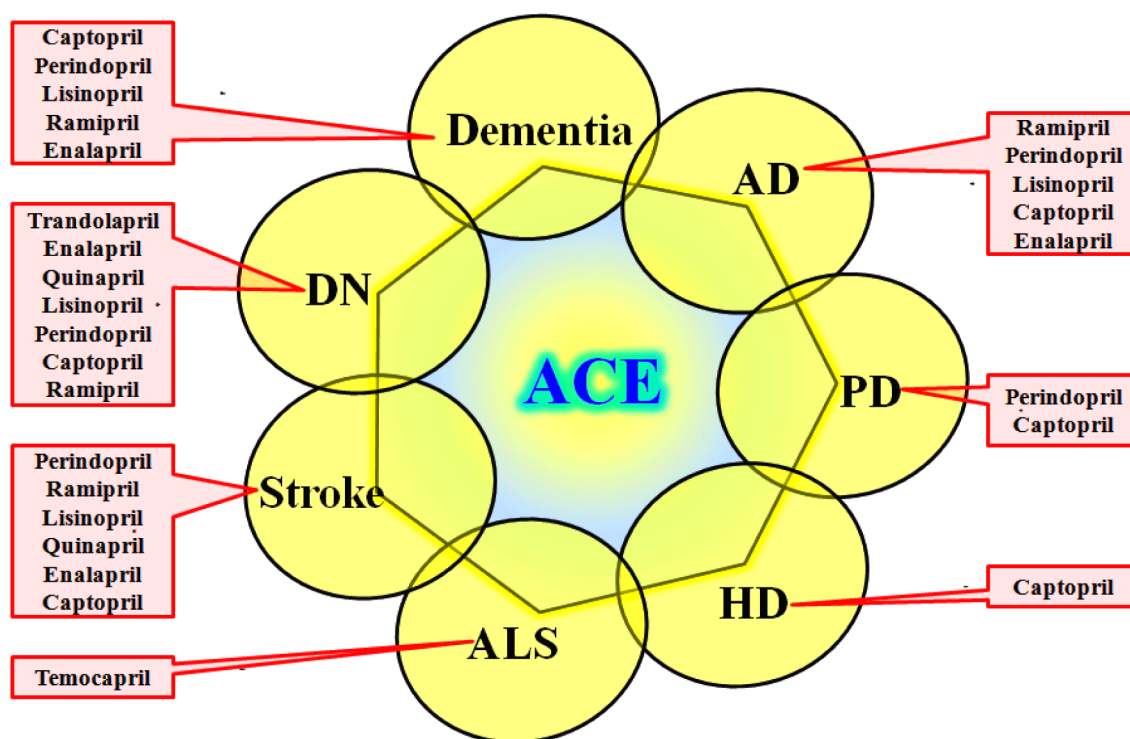 Captopril
Perindopril
Lisinopril
Ramipril
Enalapril
Dementia
AD
Ramipril
Perindopril
Lisinopril
Captopril
Enalapril
Trandolapril
Enalapril
Quinapril
Lisinopril
Perindopril
Captopril
Ramipril
DN
ACE
PD
Perindopril
Captopril
Perindopril
Ramipril
Lisinopril
Quinapril
Enalapril
Captopril
Stroke
HD
Captopril
ALS
Temocapril